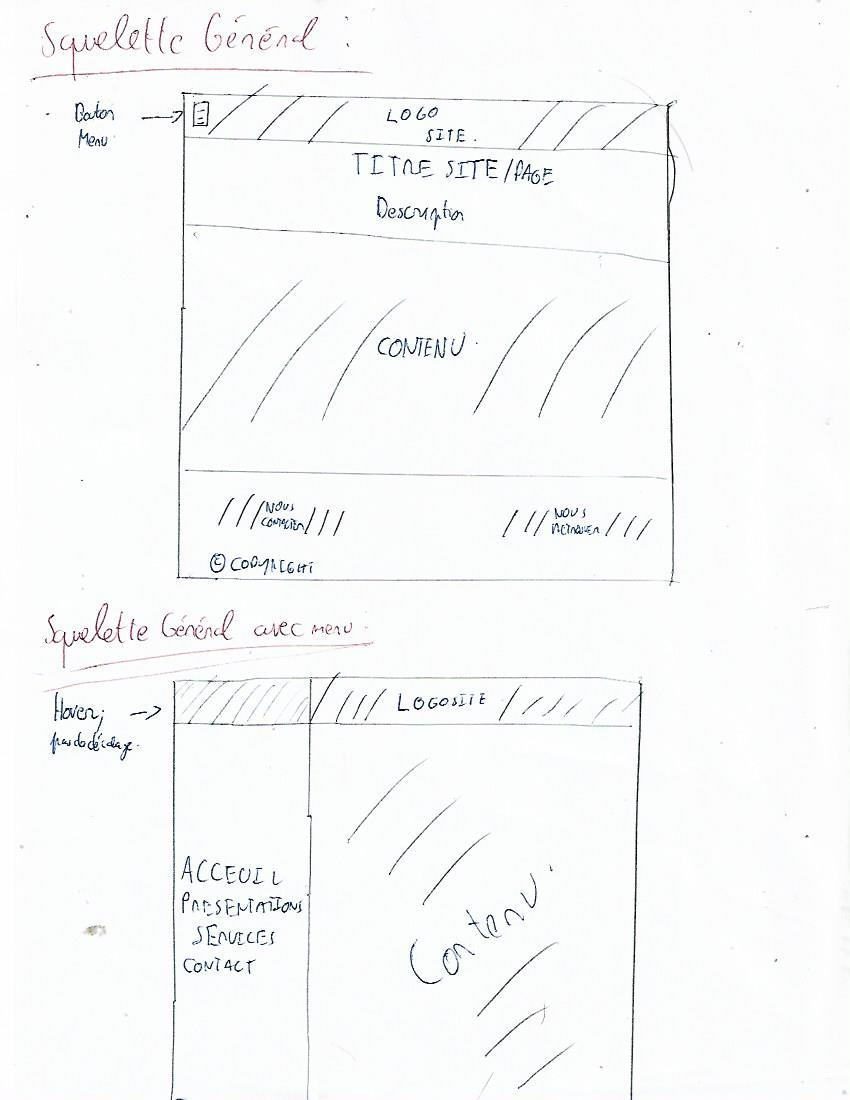 Squelette Général :
Bouton
Menu
LOGO
SITE.
TITRE SITE/PAGE
Description
CONTENU
NOUS
CONTACTER
NOUS
RETROUVER
© COPYRIGHT
Squelette Général avec menu.
Hover;
pas de décalage.
LOGOSITE
ACCEUIL
PRESENTATIONS
SERVICES
CONTACT
Contenu.